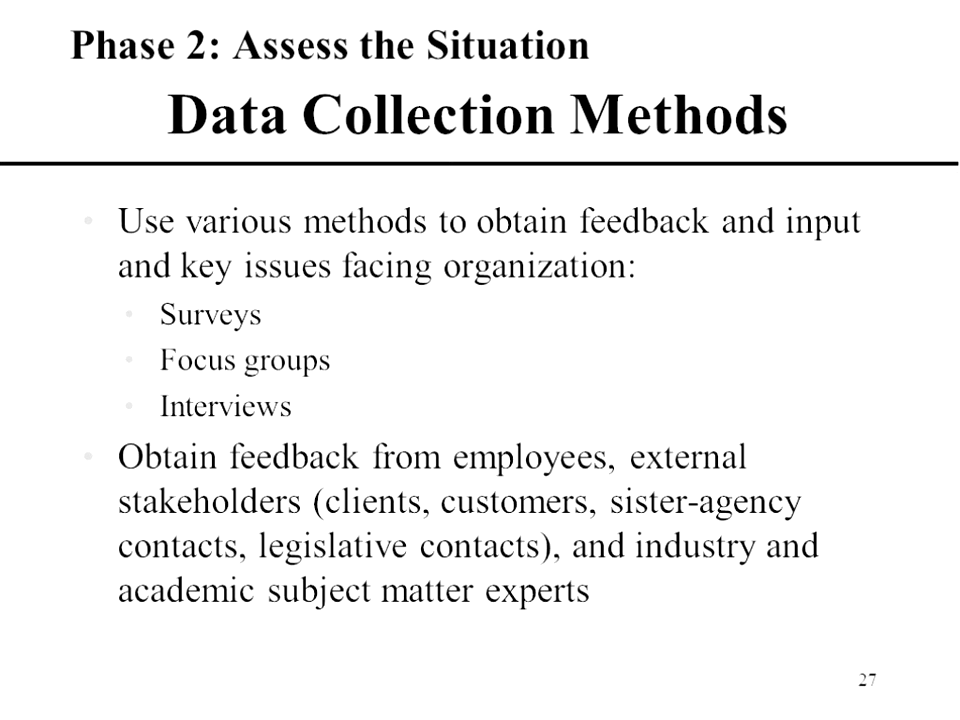 Phase 2: Assess the Situation
Data Collection Methods
• Use various methods to obtain feedback and input
and key issues facing organization:
• Surveys
• Focus groups
• Interviews
• Obtain feedback from employees, external
stakeholders (clients, customers, sister-agency
contacts, legislative contacts), and industry and
academic subject matter experts
27